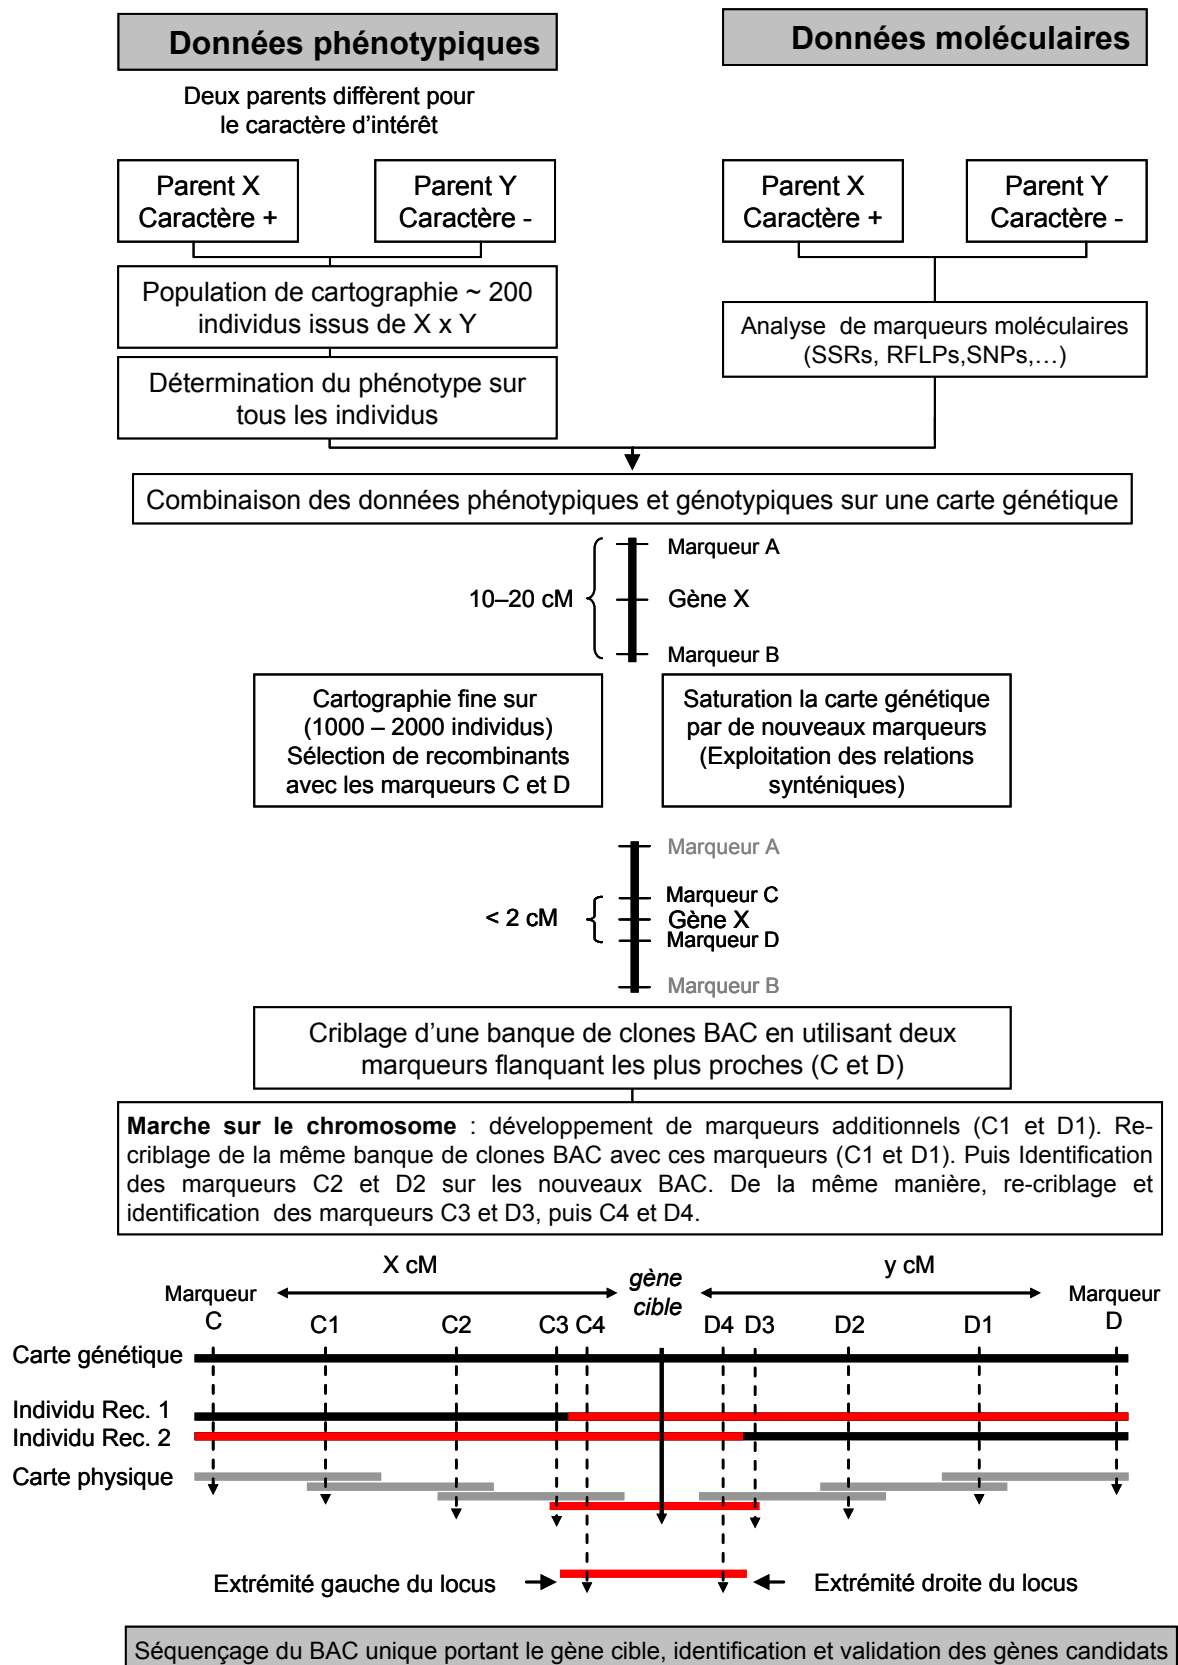 Données phénotypiques
Données moléculaires
Deux parents diffèrent pour
le caractère d'intérêt
Parent X
Caractère +
Parent Y
Caractère -
Parent X
Caractère +
Parent Y
Caractère -
Population de cartographie ~ 200
individus issus de X x Y
Analyse de marqueurs moléculaires
(SSRs, RFLPs,SNPs,…)
Détermination du phénotype sur
tous les individus
Combinaison des données phénotypiques et génotypiques sur une carte génétique
Marqueur A
10–20 cM
Gène X
Marqueur B
Cartographie fine sur
(1000 – 2000 individus)
Sélection de recombinants
avec les marqueurs C et D
Saturation la carte génétique
par de nouveaux marqueurs
(Exploitation des relations
synténiques)
Marqueur A
Marqueur C
< 2 cM
Gène X
Marqueur D
Marqueur B
Criblage d'une banque de clones BAC en utilisant deux
marqueurs flanquant les plus proches (C et D)
Marche sur le chromosome : développement de marqueurs additionnels (C1 et D1). Re-
criblage de la même banque de clones BAC avec ces marqueurs (C1 et D1). Puis Identification
des marqueurs C2 et D2 sur les nouveaux BAC. De la même manière, re-criblage et
identification des marqueurs C3 et D3, puis C4 et D4.
X cM
gène
cible
y cM
Marqueur
C
C1
C2
C3
C4
D4
D3
D2
D1
Marqueur
D
Carte génétique
Individu Rec. 1
Individu Rec. 2
Carte physique
Extrémité gauche du locus
Extrémité droite du locus
Séquençage du BAC unique portant le gène cible, identification et validation des gènes candidats